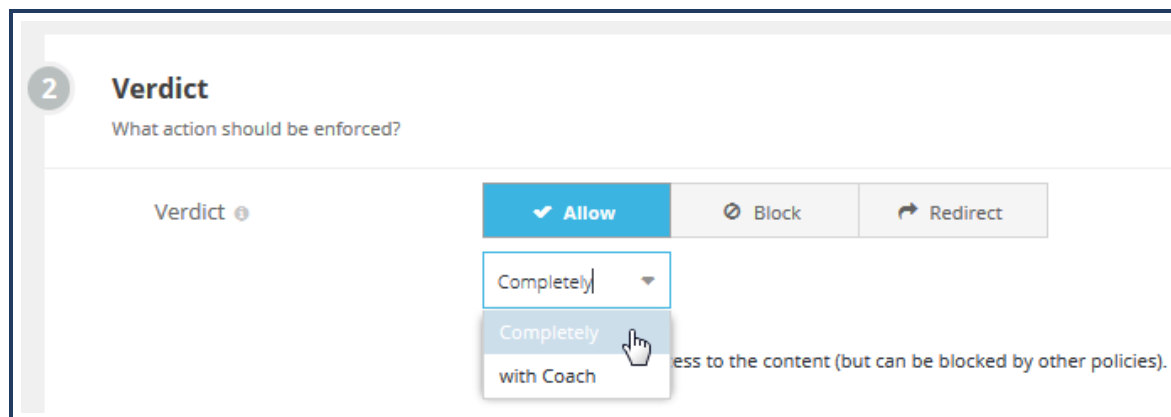 2
Verdict
What action should be enforced?
Verdict
Allow
Block
Redirect
Completely
Completely
to the content (but can be blocked by other policies).
with Coach